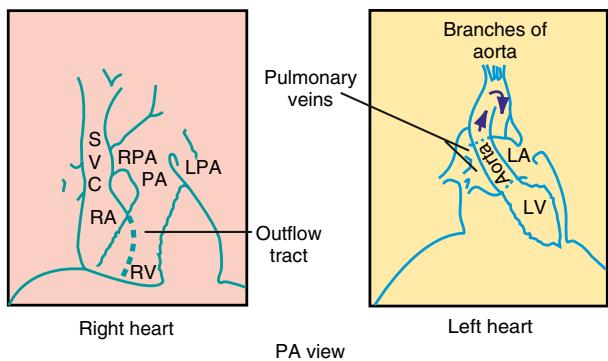 S
V
C
RPA
PA
LPA
RA
RV
Right heart
Pulmonary
veins
Outflow
tract
Branches of
aorta
Aorta
LA
LV
Left heart
PA view